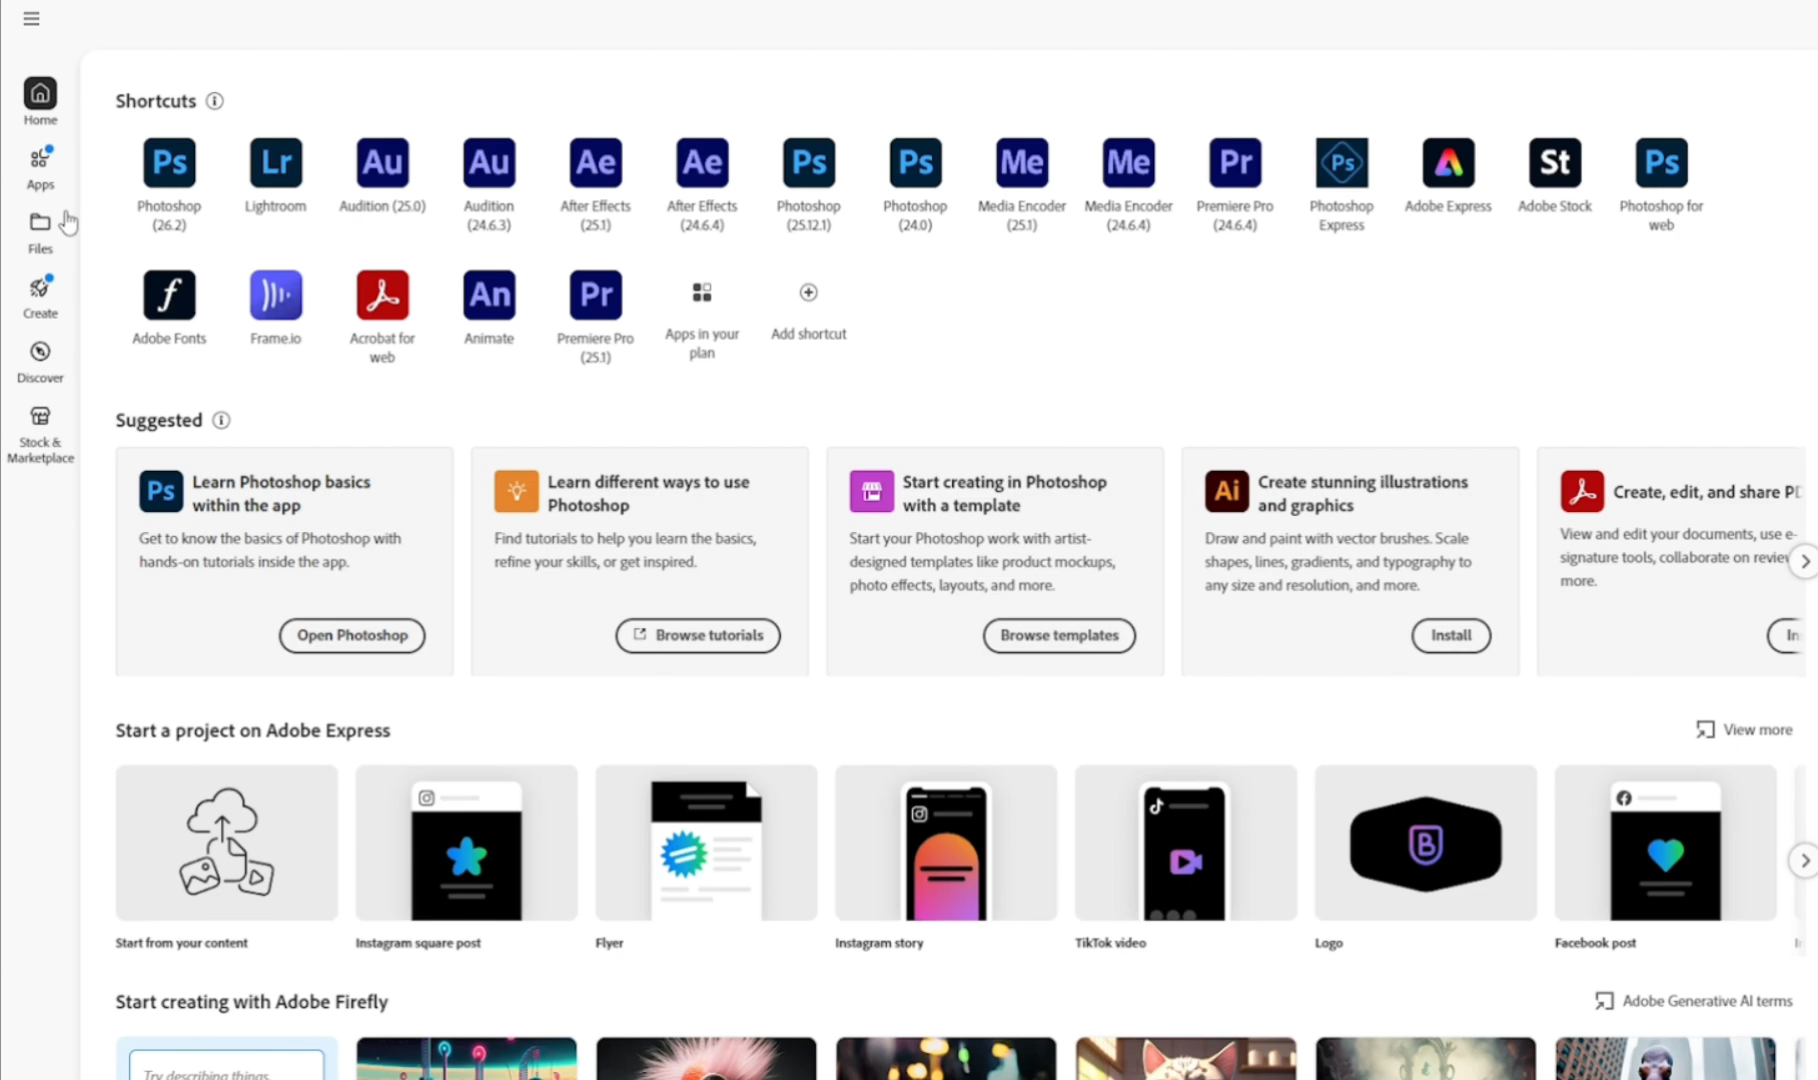 Home
Apps
Files
Create
Discover
Stock &
Marketplace
Shortcuts
Ps
Lr
Au
Au
Ae
Ae
Ps
Ps
Me
Me
Pr
Ps
St
Ps
Photoshop
(26.2)
Lightroom
Audition (25.0)
Audition
(24.6.3)
After Effects
(25.1)
After Effects
(24.6.4)
Photoshop
(25.12.1)
Photoshop
(24.0)
Media Encoder
(25.1)
Media Encoder
(24.6.4)
Premiere Pro
(24.6.4)
Photoshop
Express
Adobe Express
Adobe Stock
Photoshop for
web
f
An
Pr
Adobe Fonts
Frame.io
Acrobat for
web
Animate
Premiere Pro
(25.1)
Apps in your
plan
Add shortcut
Suggested
Ps
Learn Photoshop basics
within the app
Get to know the basics of Photoshop with
hands-on tutorials inside the app.
Open Photoshop
Learn different ways to use
Photoshop
Find tutorials to help you learn the basics,
refine your skills, or get inspired.
Browse tutorials
Start creating in Photoshop
with a template
Start your Photoshop work with artist-
designed templates like product mockups,
photo effects, layouts, and more.
Browse templates
Ai
Create stunning illustrations
and graphics
Draw and paint with vector brushes. Scale
shapes, lines, gradients, and typography to
any size and resolution, and more.
Install
Create, edit, and share
View and edit your documents, use e-
signature tools, collaborate on
more.
Start a project on Adobe Express
View more
B
Start from your content
Instagram square post
Flyer
Instagram story
TikTok video
Logo
Facebook post
Start creating with Adobe Firefly
Adobe Generative AI terms
Try describing things.